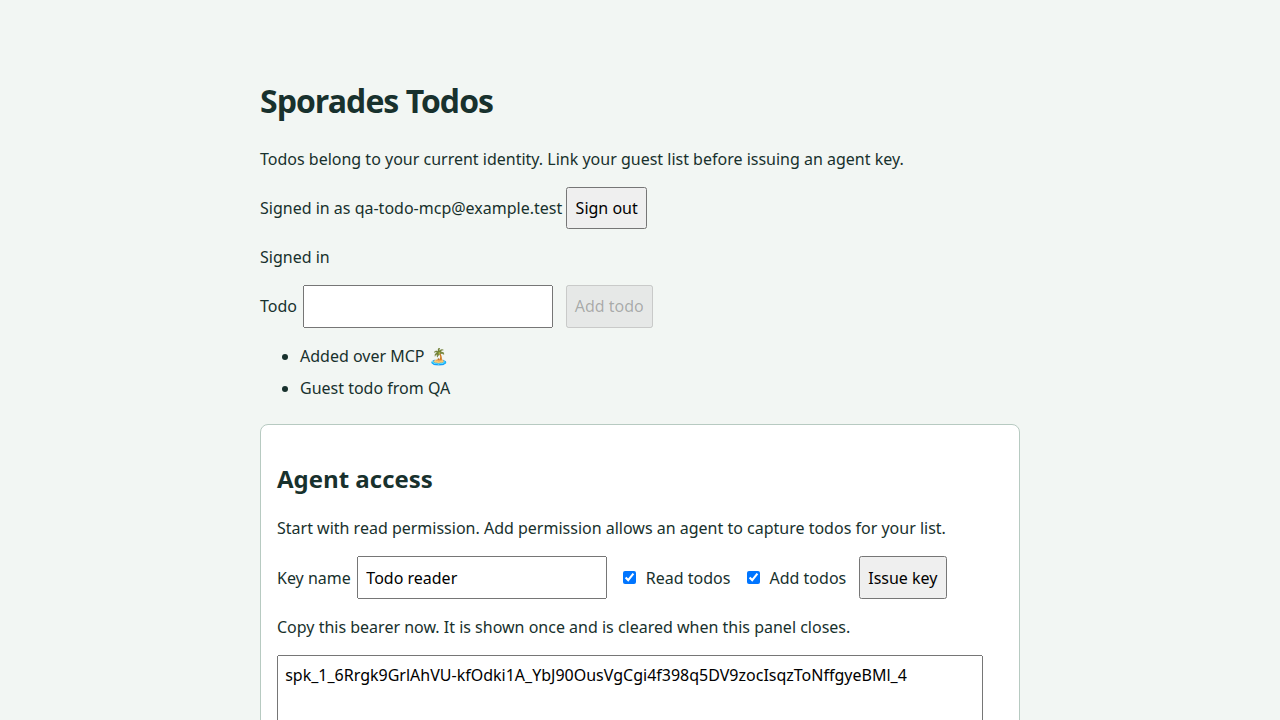 Sporades Todos
Todos belong to your current identity. Link your guest list before issuing an agent key.
Signed in as qa-todo-mcp@example.test Sign out
Signed in
Todo Add todo
Added over MCP 🏝️
Guest todo from QA
Agent access
Start with read permission. Add permission allows an agent to capture todos for your list.
Key name Todo reader Read todos Add todos Issue key
Copy this bearer now. It is shown once and is cleared when this panel closes.
spk_1_6Rrgk9GrlAhVU-kfOdki1A_YbJ90OusVgCgi4f398q5DV9zocIsqzToNffgyeBMl_4